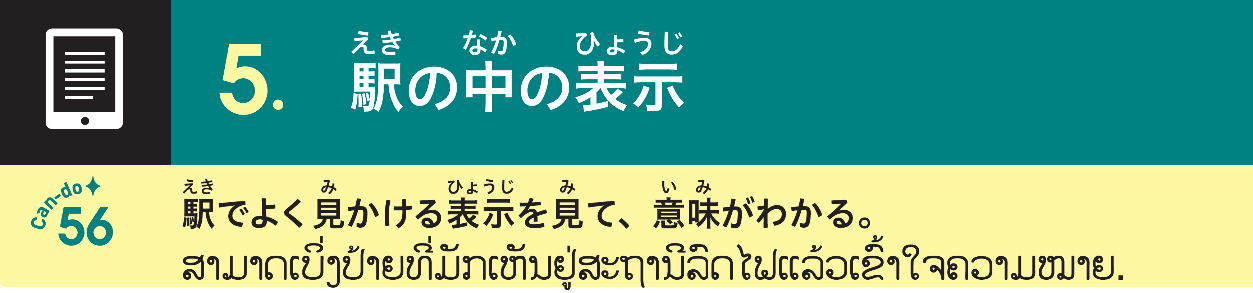 えき なか ひょうじ
5. 駅の中の表示
えき み ひょうじ み い み
Can-do
56
駅でよく見かける表示を見て、意味がわかる。
ສາມາດເບິ່ງປ້າຍທີ່ມັກເຫັນຢູ່ສະຖານີລົດໄຟແລ້ວເຂົ້າໃຈຄວາມໝາຍ.